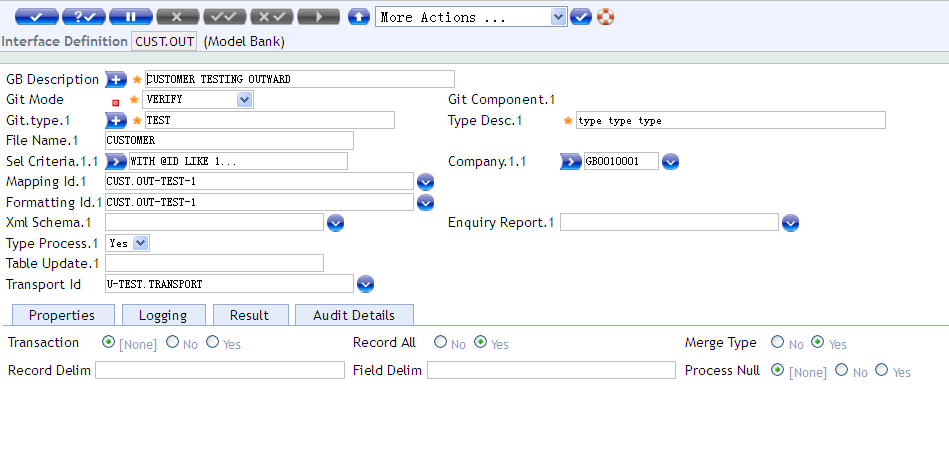 More Actions ...
Interface Definition CUST.OUT (Model Bank)
GB Description CUSTOMER TESTING OUTWARD
Git Mode VERIFY Git Component.1
Git.type.1 TEST Type Desc.1 type type type
File Name.1 CUSTOMER
Sel Criteria.1.1 WITH @ID LIKE 1... Company.1.1 GB0010001
Mapping Id.1 CUST.OUT-TEST-1
Formatting Id.1 CUST.OUT-TEST-1
Xml Schema.1 Enquiry Report.1
Type Process.1 Yes
Table Update.1
Transport Id U-TEST.TRANSPORT
Properties Logging Result Audit Details
Transaction [None] No Yes Record All No Yes Merge Type No Yes
Record Delim Field Delim Process Null [None] No Yes